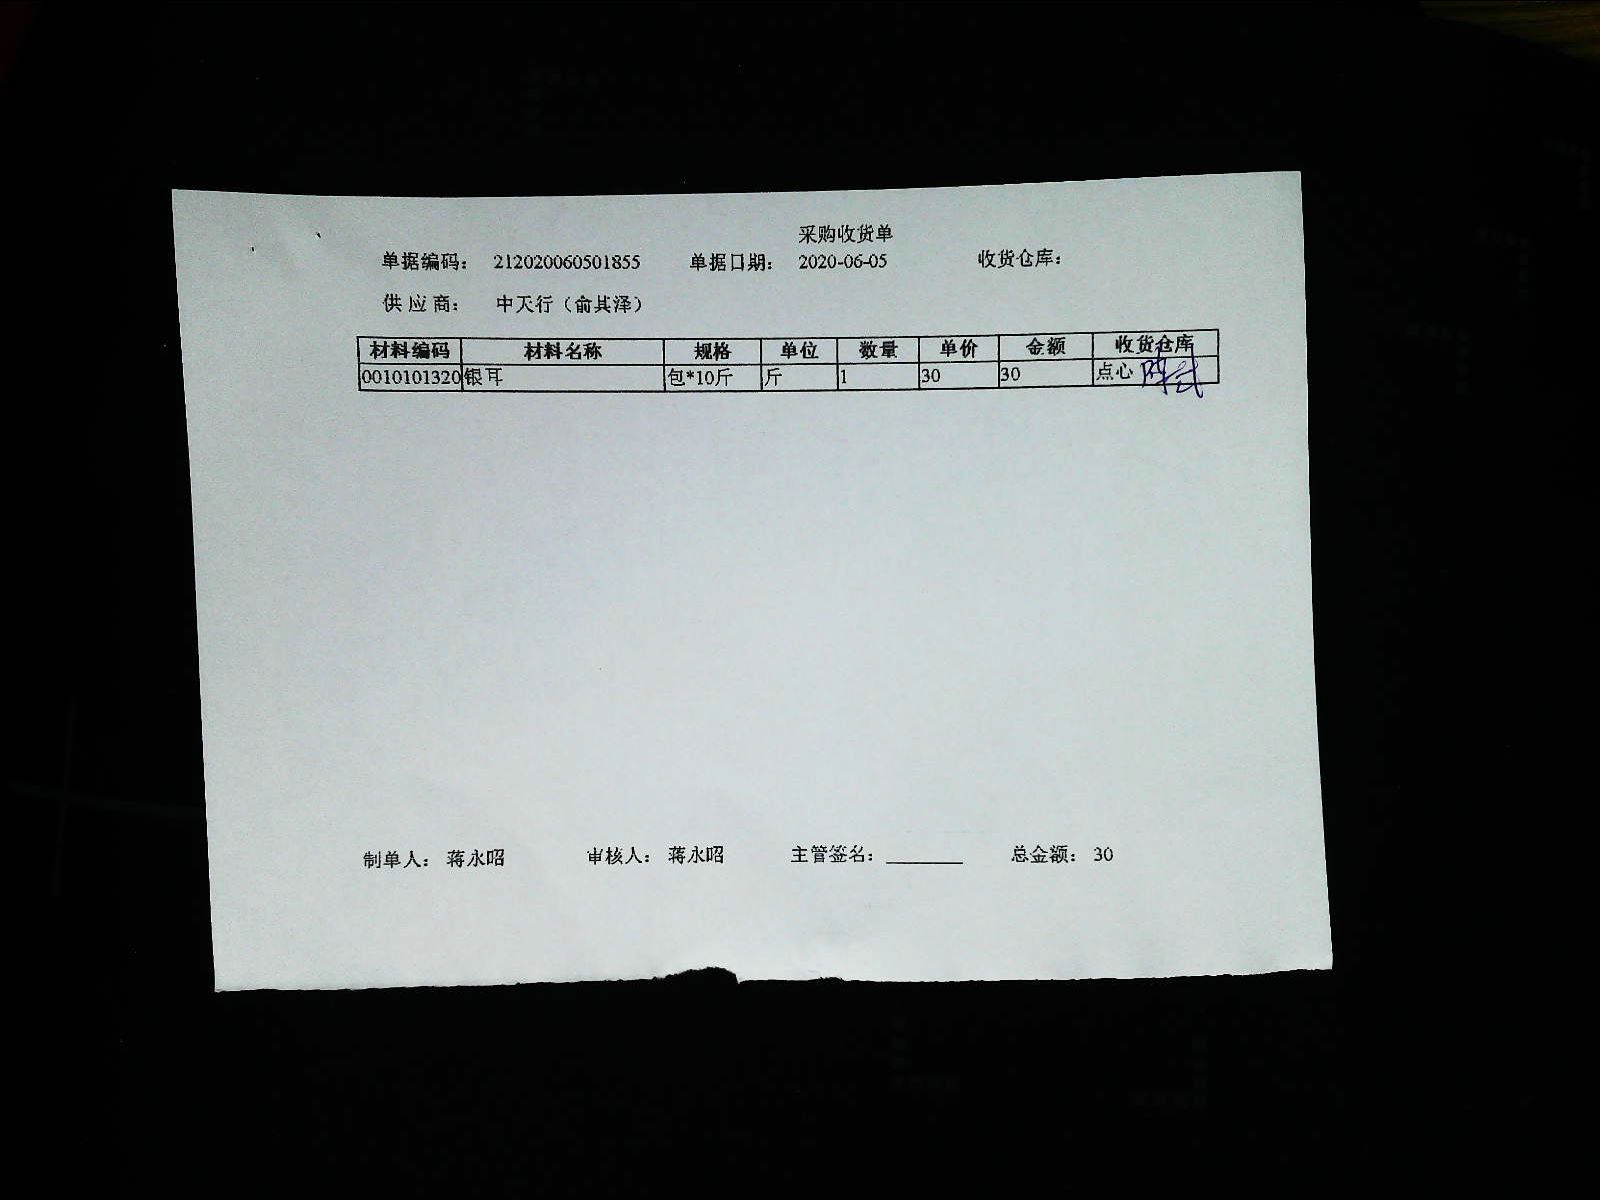 采购收货单
单据编码： 212020060501855 单据日期： 2020-06-05 收货仓库：
供 应 商： 中天行（俞其泽）
材料编码 材料名称 规格 单位 数量 单价 金额 收货仓库
0010101320 银耳 包*10斤 斤 1 30 30 点心
制单人： 蒋永昭 审核人： 蒋永昭 主管签名：________ 总金额： 30